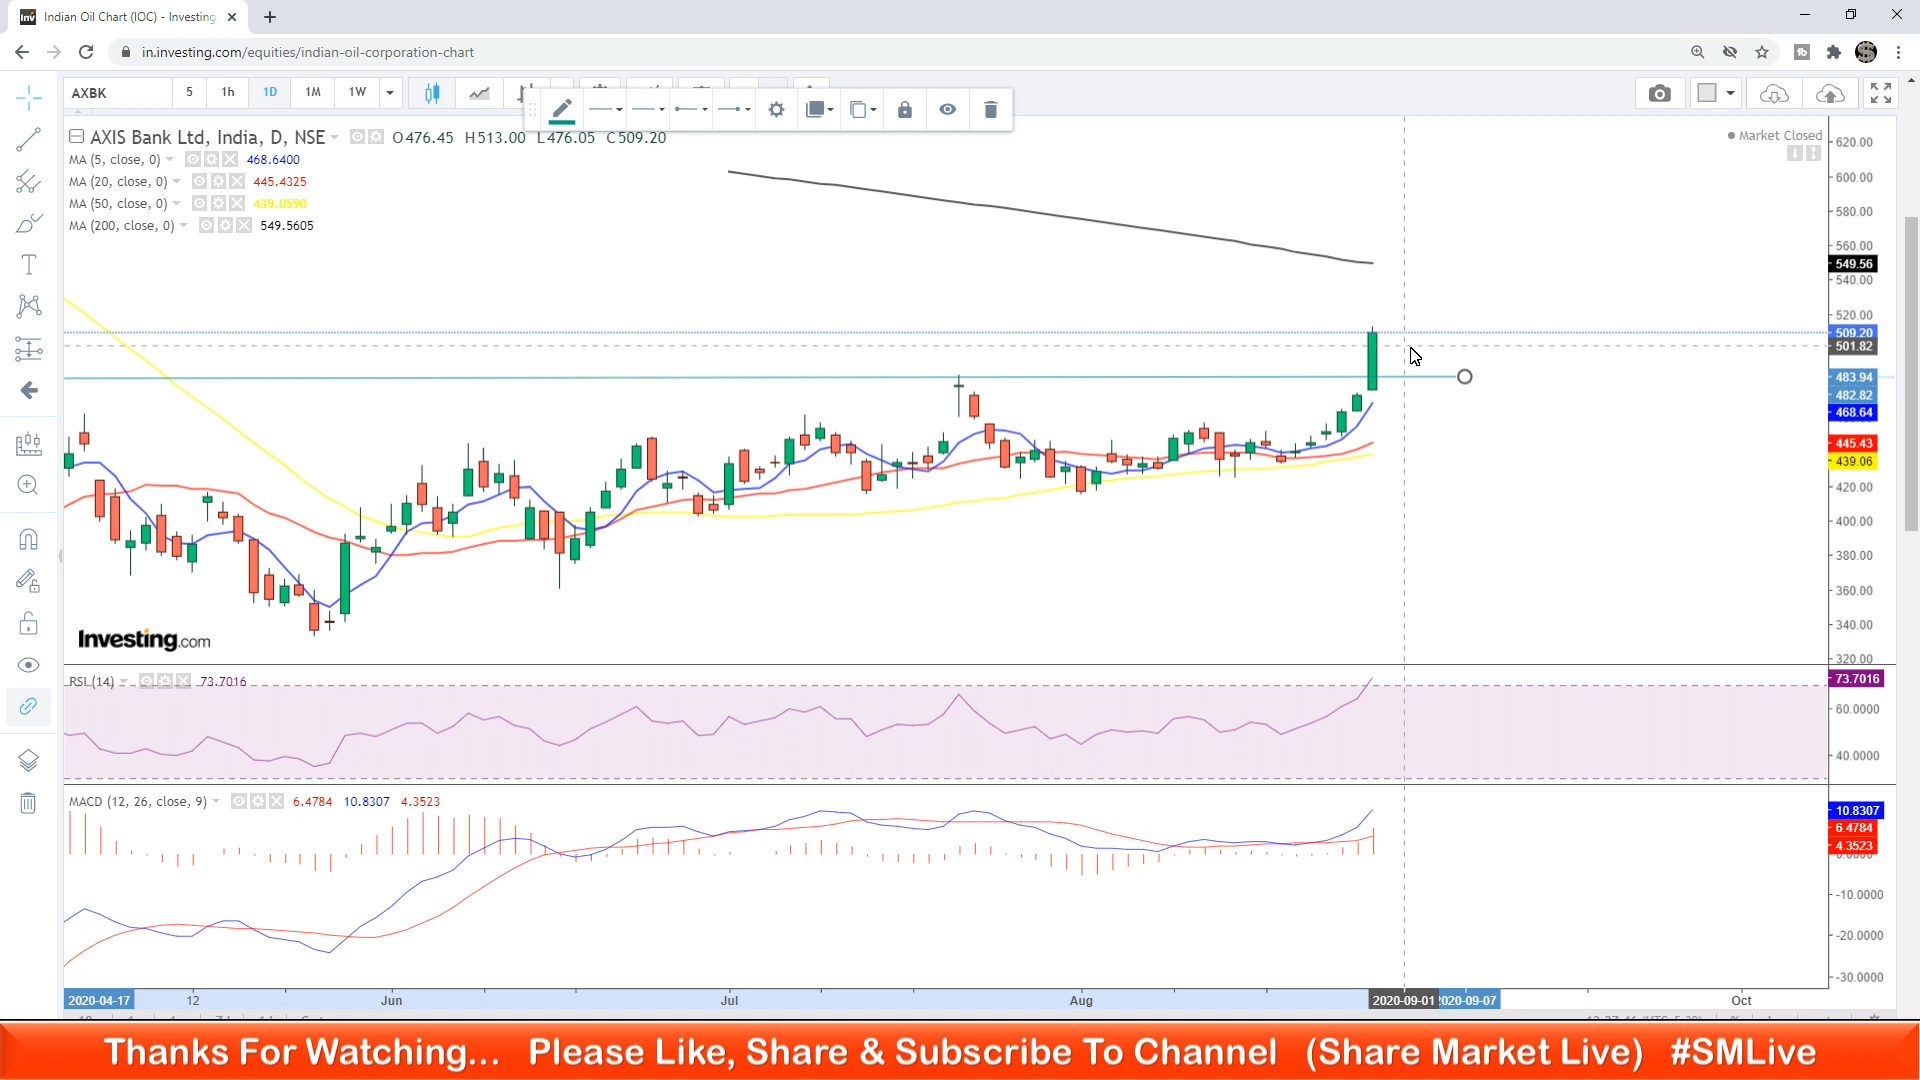 Indian Oil Chart (IOC) - Investing
in.investing.com/equities/indian-oil-corporation-chart
AXBK 5 1h 1D 1M 1W
AXIS Bank Ltd, India, D, NSE O476.45 H513.00 L476.05 C509.20
Market Closed
MA (5, close, 0) 468.6400
MA (20, close, 0) 445.4325
MA (50, close, 0) 439.0590
MA (200, close, 0) 549.5605
620.00
600.00
580.00
560.00
549.56
540.00
520.00
509.20
501.82
483.94
482.82
468.64
445.43
439.06
420.00
400.00
380.00
360.00
340.00
320.00
Investing.com
RSI (14) 73.7016
73.7016
60.0000
40.0000
MACD (12, 26, close, 9) 6.4784 10.8307 4.3523
10.8307
6.4784
4.3523
-10.0000
-20.0000
-30.0000
2020-04-17 12 Jun Jul Aug 2020-09-01 2020-09-07 Oct
Thanks For Watching... Please Like, Share & Subscribe To Channel (Share Market Live) #SMLive